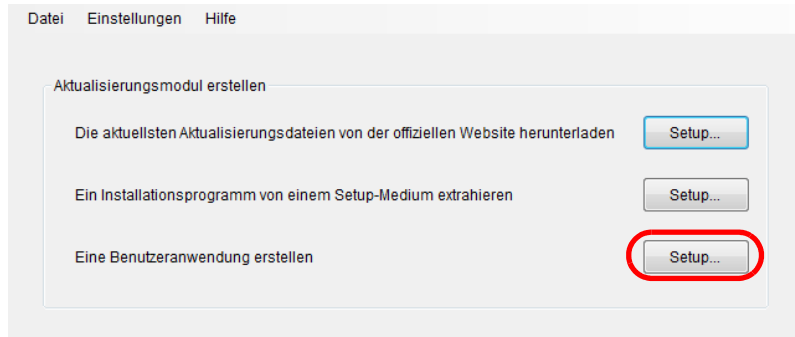 Datei Einstellungen Hilfe
Aktualisierungsmodul erstellen
Die aktuellsten Aktualisierungsdateien von der offiziellen Website herunterladen Setup...
Ein Installationsprogramm von einem Setup-Medium extrahieren Setup...
Eine Benutzeranwendung erstellen Setup...